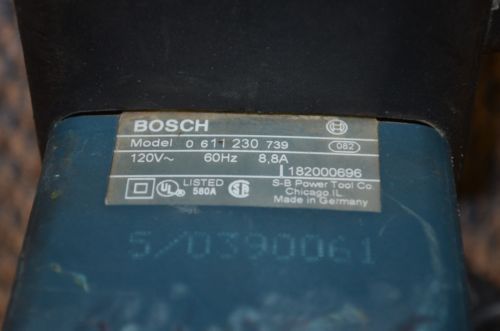 BOSCH
Model 0 611 230 739 082
120V~ 60Hz 8,8A
182000696
UL LISTED 580A
S-B Power Tool Co
Chicago, IL
Made in Germany
5/0390061